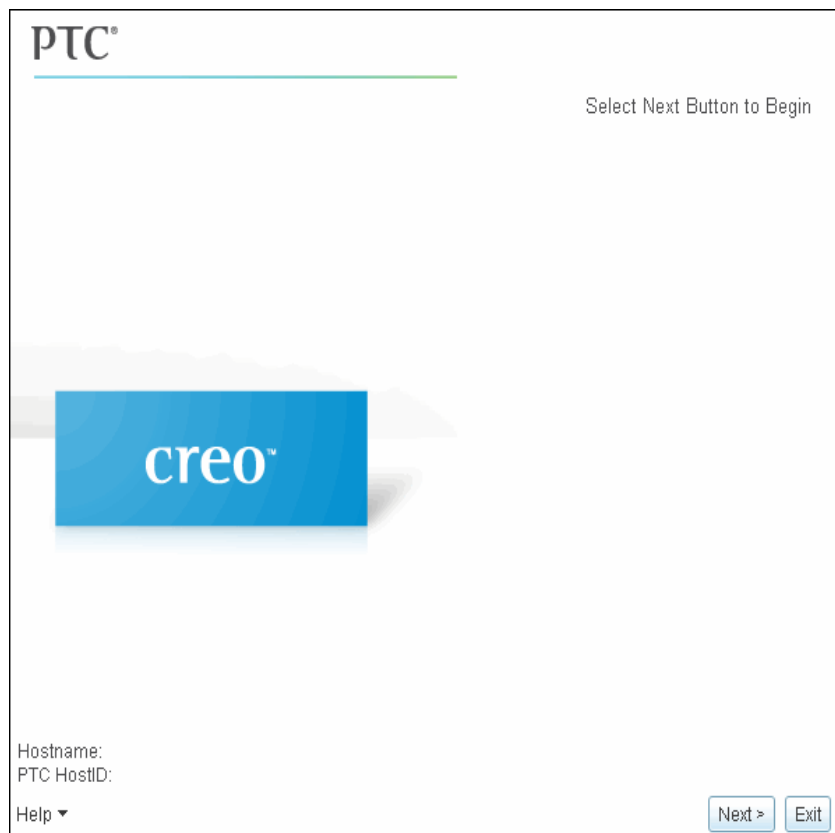 PTC®
Select Next Button to Begin
creo™
Hostname:
PTC HostID:
Help ▼
Next >
Exit